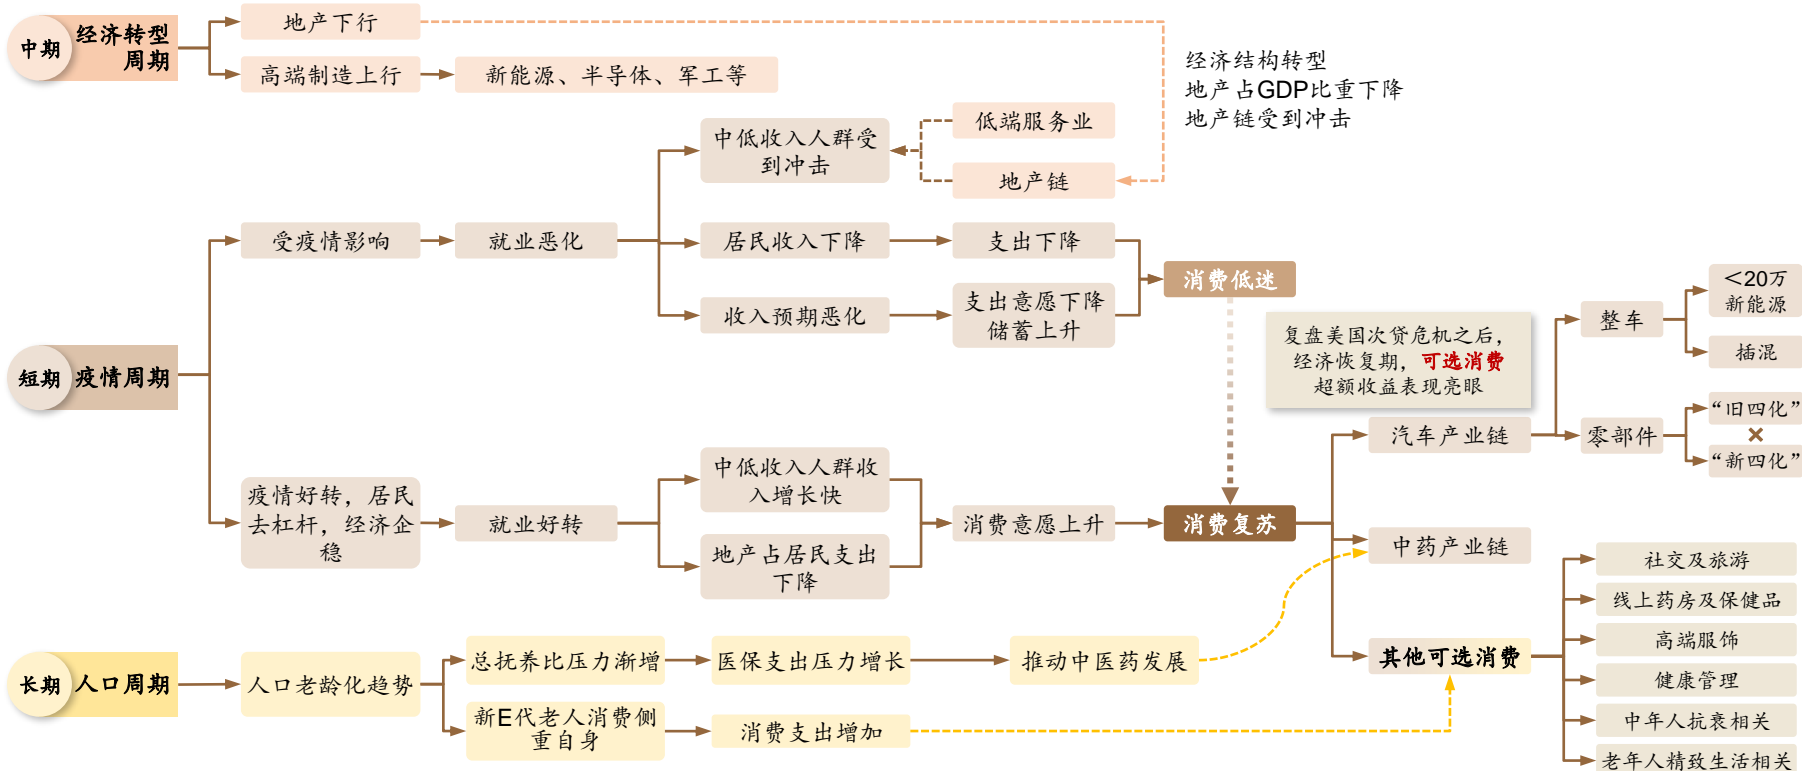 中期
经济转型
周期
地产下行
高端制造上行
新能源、半导体、军工等
经济结构转型
地产占GDP比重下降
地产链受到冲击
中低收入人群受
到冲击
低端服务业
地产链
短期
疫情周期
受疫情影响
就业恶化
居民收入下降
支出下降
收入预期恶化
支出意愿下降
储蓄上升
消费低迷
复盘美国次贷危机之后，
经济恢复期，可选消费
超额收益表现亮眼
疫情好转，居民
去杠杆，经济企
稳
就业好转
中低收入人群收
入增长快
地产占居民支出
下降
消费意愿上升
消费复苏
汽车产业链
整车
＜20万
新能源
插混
零部件
“旧四化”
×
“新四化”
中药产业链
其他可选消费
社交及旅游
线上药房及保健品
高端服饰
健康管理
中年人抗衰相关
老年人精致生活相关
长期
人口周期
人口老龄化趋势
总抚养比压力渐增
医保支出压力增长
推动中医药发展
新E代老人消费侧
重自身
消费支出增加